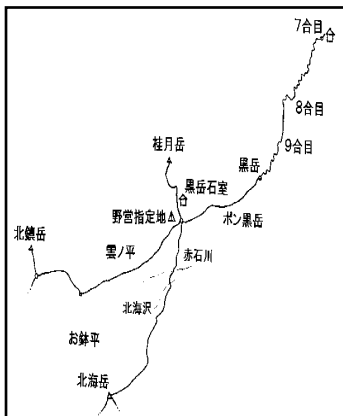 7合目
8合目
9合目
桂月岳
黒岳
黒岳石室
野営指定地
ポン黒岳
北鎮岳
雲ノ平
赤石川
北海沢
お鉢平
北海岳